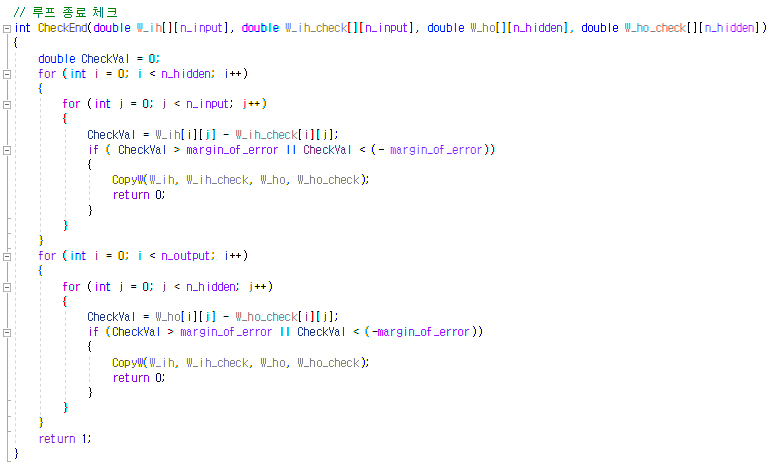 // 루프 종료 체크
int CheckEnd(double W_ih[][n_input], double W_ih_check[][n_input], double W_ho[][n_hidden], double W_ho_check[][n_hidden])
{
    double CheckVal = 0;
    for (int i = 0; i < n_hidden; i++)
    {
        for (int j = 0; j < n_input; j++)
        {
            CheckVal = W_ih[i][j] - W_ih_check[i][j];
            if ( CheckVal > margin_of_error || CheckVal < (- margin_of_error))
            {
                CopyW(W_ih, W_ih_check, W_ho, W_ho_check);
                return 0;
            }
        }
    }
    for (int i = 0; i < n_output; i++)
    {
        for (int j = 0; j < n_hidden; j++)
        {
            CheckVal = W_ho[i][j] - W_ho_check[i][j];
            if (CheckVal > margin_of_error || CheckVal < (-margin_of_error))
            {
                CopyW(W_ih, W_ih_check, W_ho, W_ho_check);
                return 0;
            }
        }
    }
    return 1;
}